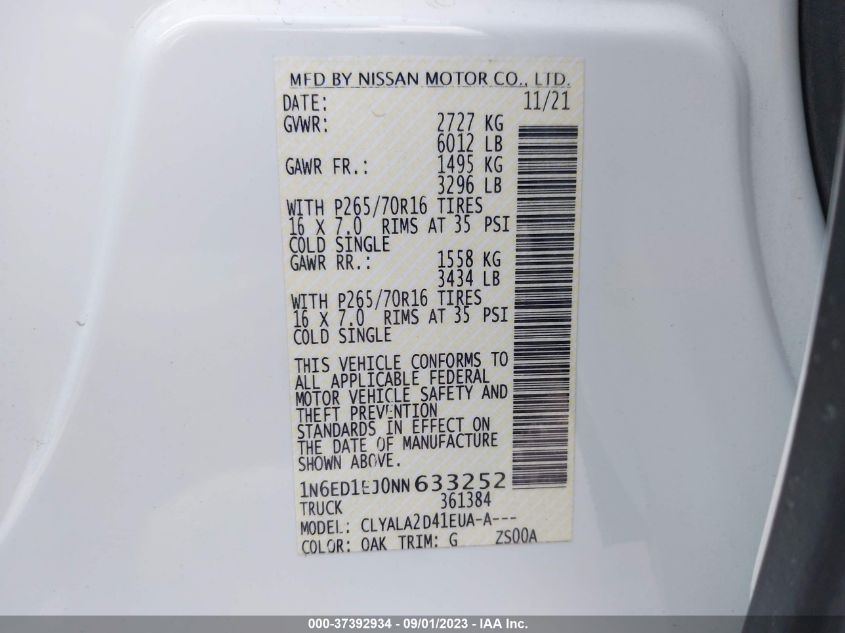 MFD BY NISSAN MOTOR CO., LTD.
DATE: 11/21
GVWR: 2727 KG
6012 LB
GAWR FR.: 1495 KG
3296 LB
WITH P265/70R16 TIRES
16 X 7.0 RIMS AT 35 PSI
COLD SINGLE
GAWR RR.: 1558 KG
3434 LB
WITH P265/70R16 TIRES
16 X 7.0 RIMS AT 35 PSI
COLD SINGLE
THIS VEHICLE CONFORMS TO
ALL APPLICABLE FEDERAL
MOTOR VEHICLE SAFETY AND
THEFT PREVENTION
STANDARDS IN EFFECT ON
THE DATE OF MANUFACTURE
SHOWN ABOVE.
1N6ED1EJ0NN633252
TRUCK 361384
MODEL: CLYALA2D41EUA-A---
COLOR: QAK TRIM: G ZS00A
000-37392934 - 09/01/2023 - IAA Inc.